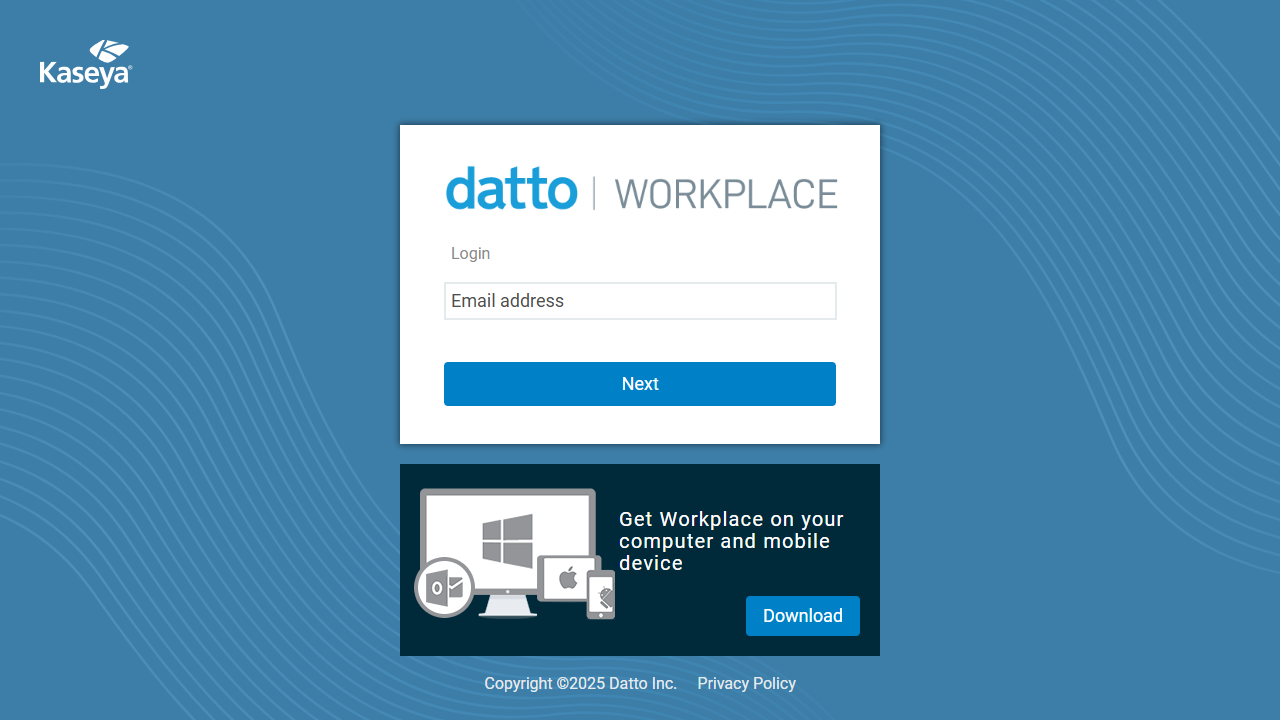 Kaseya
datto | WORKPLACE
Login
Email address
Next
Get Workplace on your
computer and mobile
device
Download
Copyright ©2025 Datto Inc. Privacy Policy